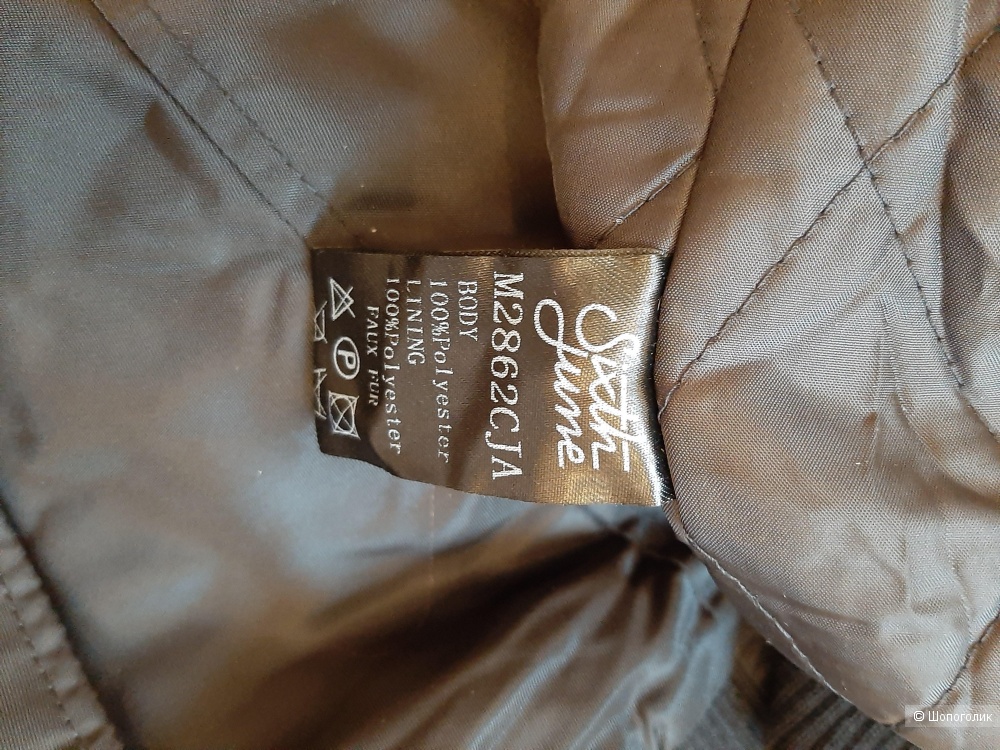 Sixth
June
M2862CJA
BODY
100%Polyester
LINING
100%Polyester
FAUX FUR
P
© Шопоголик